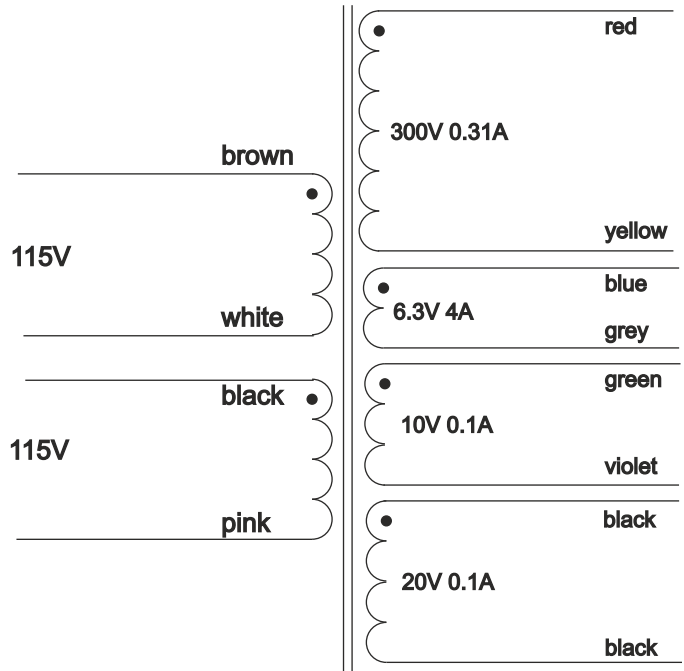 brown
115V
white
black
115V
pink
red
300V 0.31A
yellow
blue
6.3V 4A
grey
green
10V 0.1A
violet
black
20V 0.1A
black